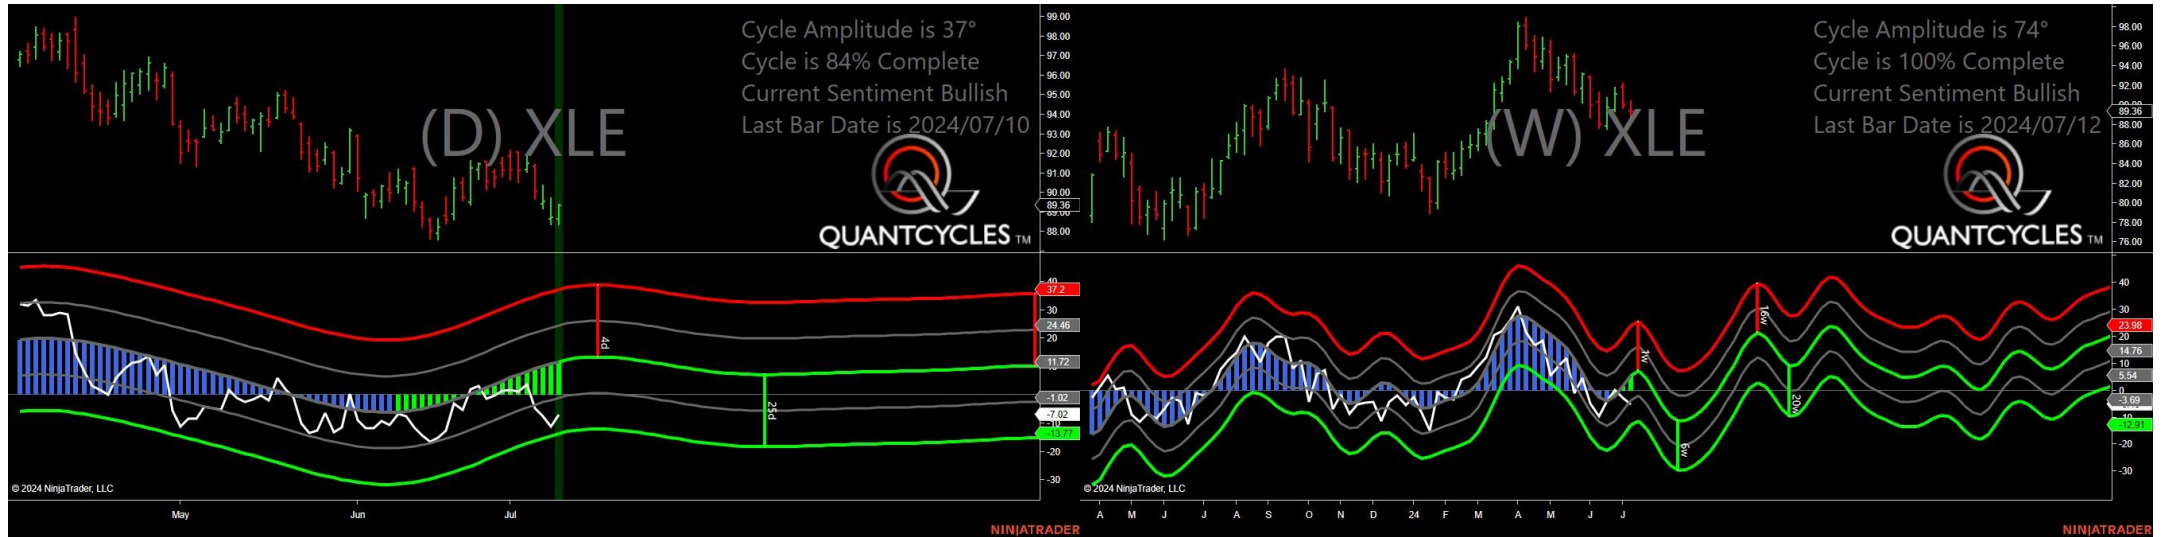 Cycle Amplitude is 37°
Cycle is 84% Complete
Current Sentiment Bullish
Last Bar Date is 2024/07/10
(D) XLE
QUANTCYCLES TM
99.00
98.00
97.00
96.00
95.00
94.00
93.00
92.00
91.00
90.00
89.36
89.00
88.00
40
37.2
30
24.46
20
11.72
-1.02
-7.02
-10
-13.77
-20
-30
4d
25d
© 2024 NinjaTrader, LLC
May Jun Jul
NINJATRADER
Cycle Amplitude is 74°
Cycle is 100% Complete
Current Sentiment Bullish
Last Bar Date is 2024/07/12
(W) XLE
QUANTCYCLES TM
98.00
96.00
94.00
92.00
90.00
89.36
88.00
86.00
84.00
82.00
80.00
78.00
76.00
40
30
23.98
20
14.76
5.54
0
-3.69
-10
-12.91
-20
-30
1w
16w
6w
20w
© 2024 NinjaTrader, LLC
A M J J A S O N D 24 F M A M J J
NINJATRADER